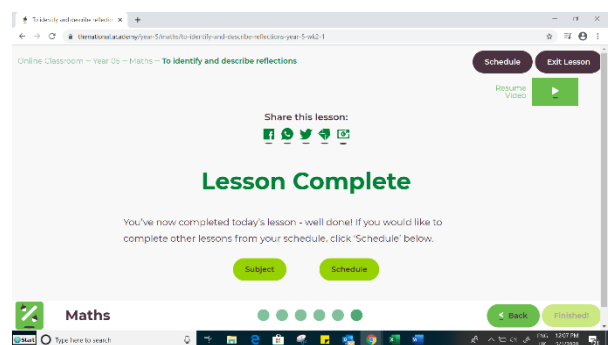 To identify and describe reflectio
thenational.academy/year-5/maths/to-identify-and-describe-reflections-year-5-wk2-1
Online Classroom – Year 05 – Maths – To identify and describe reflections
Schedule
Exit Lesson
Resume
Video
Share this lesson:
Lesson Complete
You've now completed today's lesson - well done! If you would like to
complete other lessons from your schedule, click 'Schedule' below.
Subject
Schedule
Maths
Back
Finished!
Start
Type here to search
ENG
12:07 PM